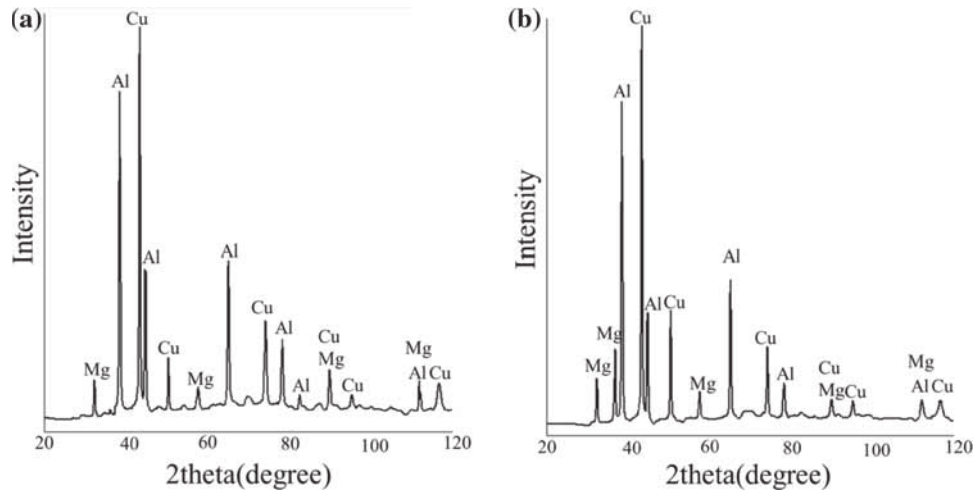 (a)
Cu
Al
Al
Al
Cu
Cu
Al
Cu
Mg
Mg
Mg
Al
Cu
Mg
Al Cu
Intensity
20
40
60
80
100
120
2theta(degree)
(b)
Cu
Al
Al
Al
Cu
Cu
Mg
Mg
Mg
Al
Cu
Mg
Cu
Mg
Al Cu
Intensity
20
40
60
80
100
120
2theta(degree)